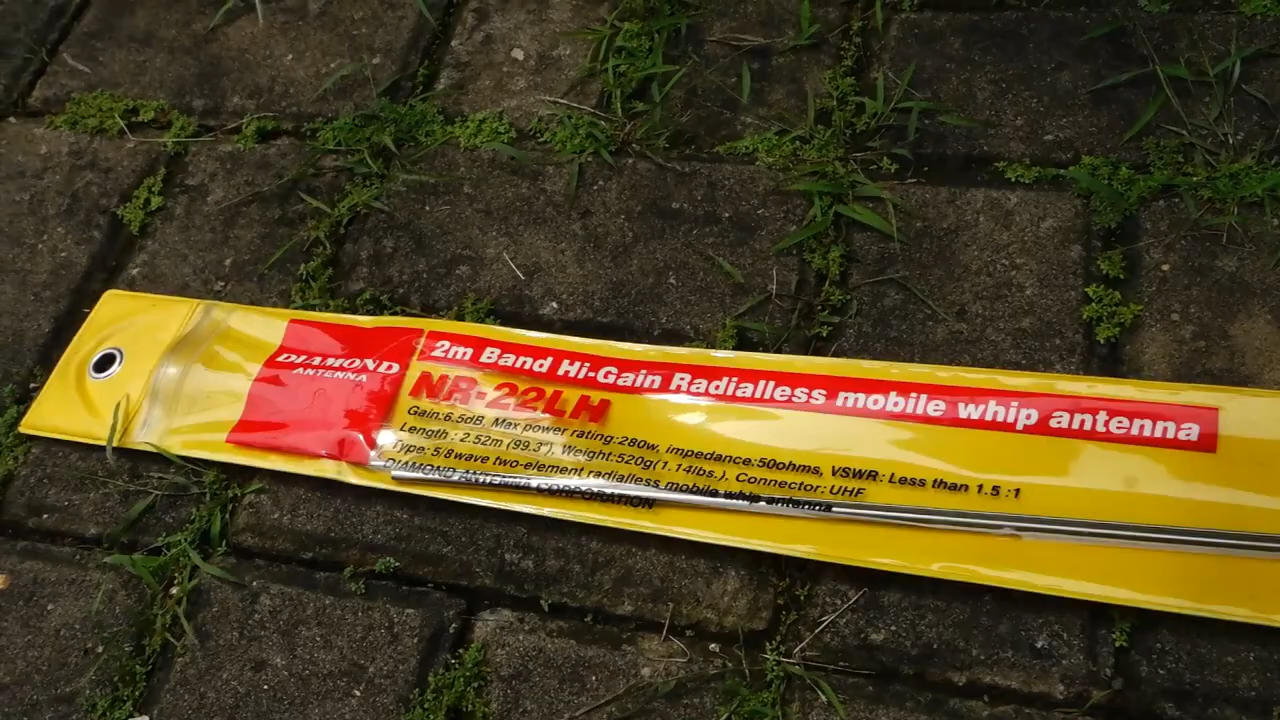 DIAMOND
ANTENNA
2m Band Hi-Gain Radialless mobile whip antenna
NR-22LH
Gain:6.5dB, Max power rating:280w, impedance:50ohms, VSWR: Less than 1.5 :1
Length : 2.52m (99.3"), Weight:520g(1.14lbs.), Connector: UHF
Type: 5/8wave two-element radialless mobile whip antenna
DIAMOND ANTENNA CORPORATION